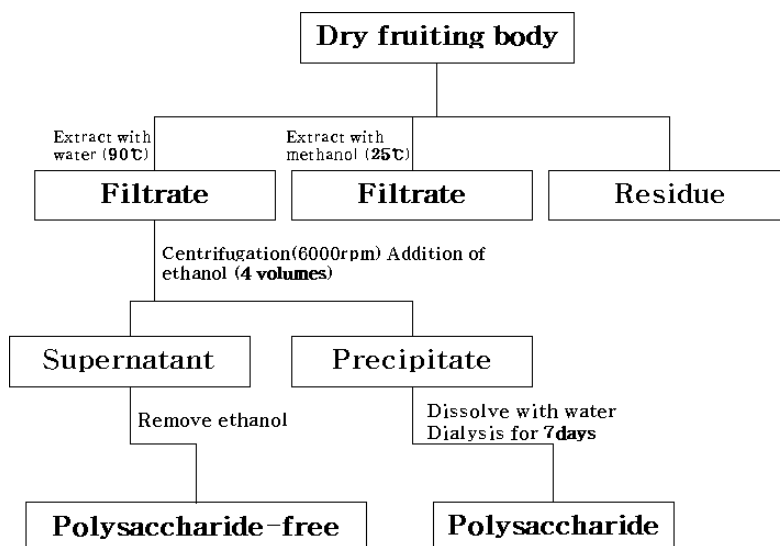 Dry fruiting body
Extract with
water (90℃)
Extract with
methanol (25℃)
Filtrate
Filtrate
Residue
Centrifugation(6000rpm) Addition of
ethanol (4 volumes)
Supernatant
Precipitate
Remove ethanol
Dissolve with water
Dialysis for 7days
Polysaccharide-free
Polysaccharide